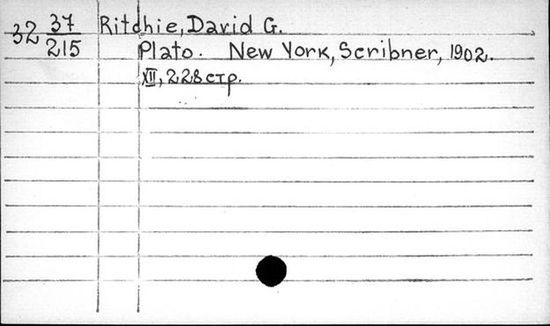 32 37/215 Ritchie, David G.
Plato. New York, Scribner, 1902.
XII, 228 стр.